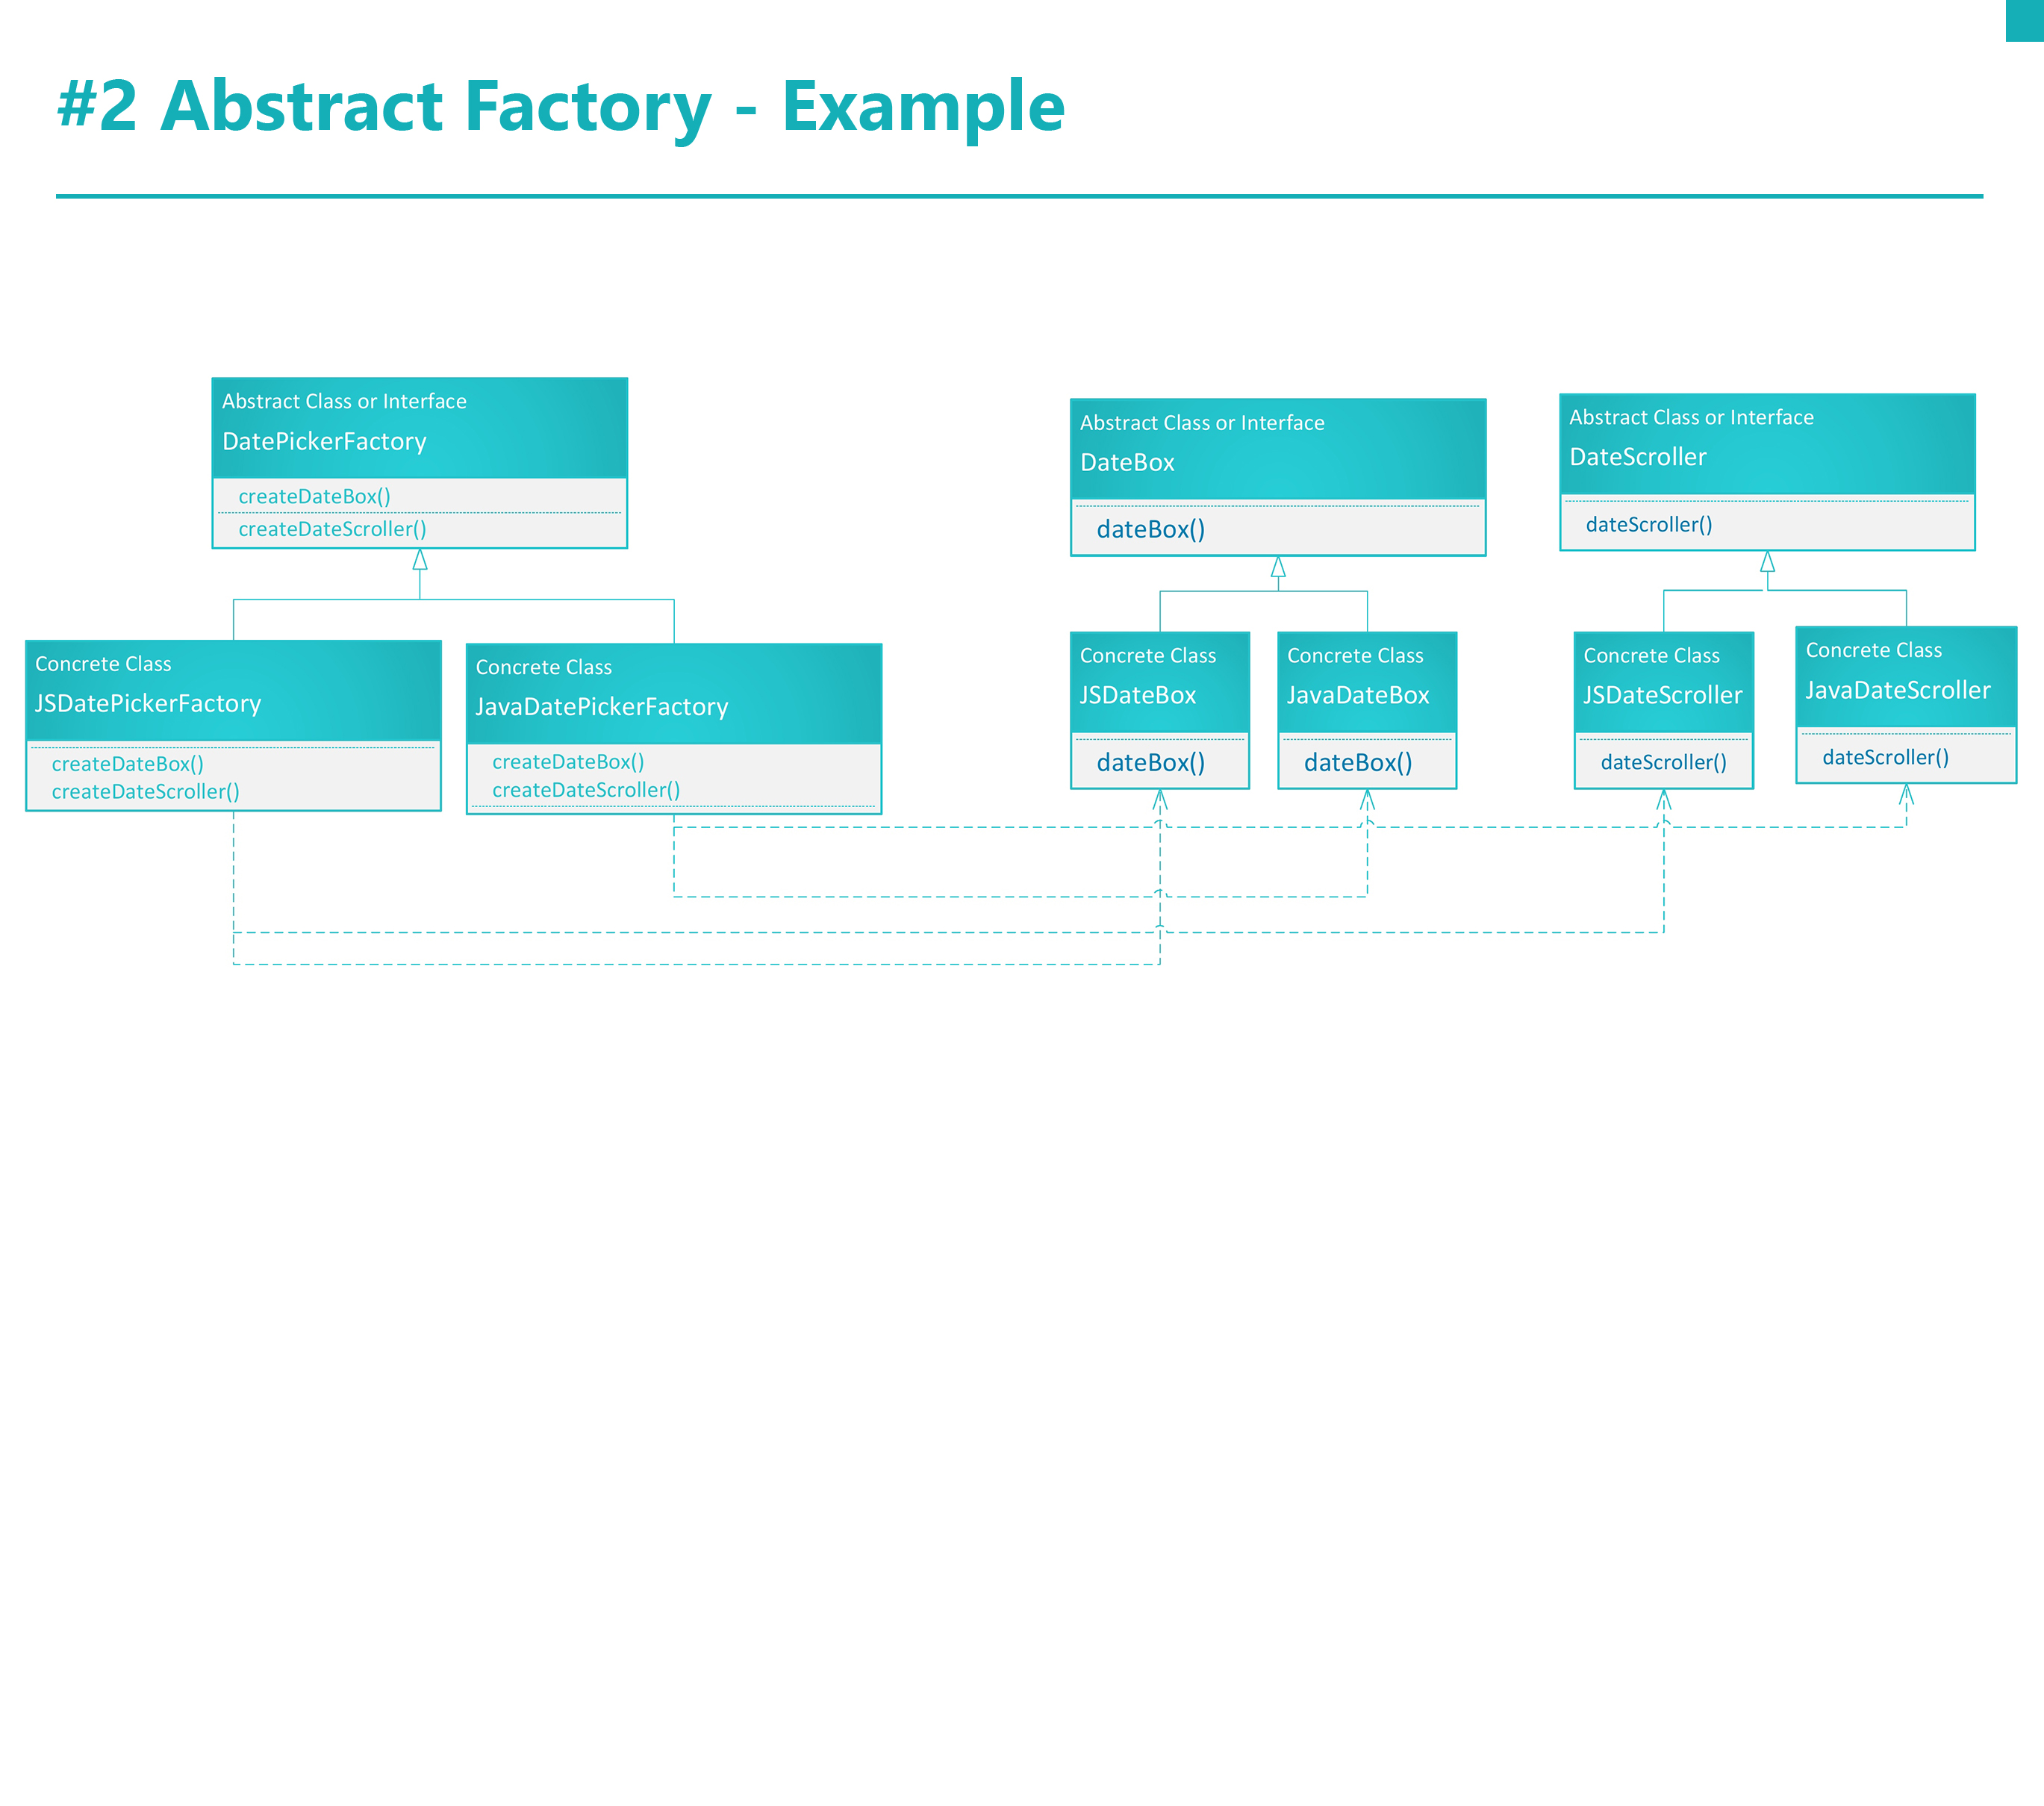 #2 Abstract Factory - Example
Abstract Class or Interface
DatePickerFactory
createDateBox()
createDateScroller()
Abstract Class or Interface
DateBox
dateBox()
Abstract Class or Interface
DateScroller
dateScroller()
Concrete Class
JSDatePickerFactory
createDateBox()
createDateScroller()
Concrete Class
JavaDatePickerFactory
createDateBox()
createDateScroller()
Concrete Class
JSDateBox
dateBox()
Concrete Class
JavaDateBox
dateBox()
Concrete Class
JSDateScroller
dateScroller()
Concrete Class
JavaDateScroller
dateScroller()